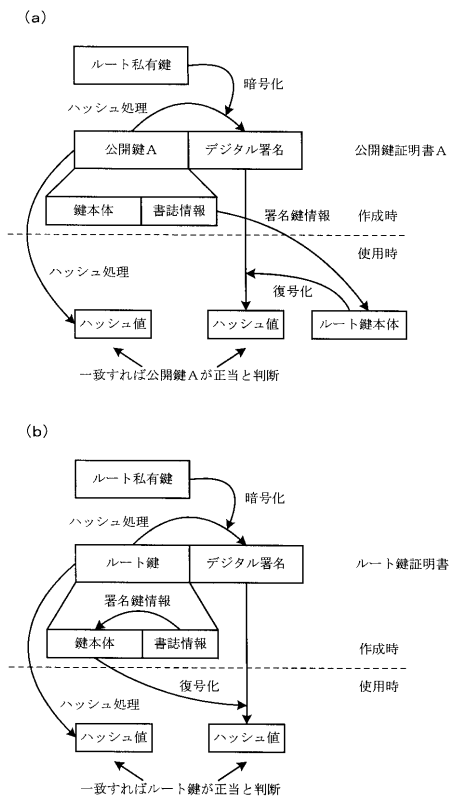 (a)
ルート私有鍵
暗号化
ハッシュ処理
公開鍵A
デジタル署名
公開鍵証明書A
鍵本体
書誌情報
署名鍵情報
作成時
使用時
ハッシュ処理
復号化
ハッシュ値
ハッシュ値
ルート鍵本体
一致すれば公開鍵Aが正当と判断
(b)
ルート私有鍵
暗号化
ハッシュ処理
ルート鍵
デジタル署名
ルート鍵証明書
署名鍵情報
鍵本体
書誌情報
作成時
復号化
使用時
ハッシュ処理
ハッシュ値
ハッシュ値
一致すればルート鍵が正当と判断